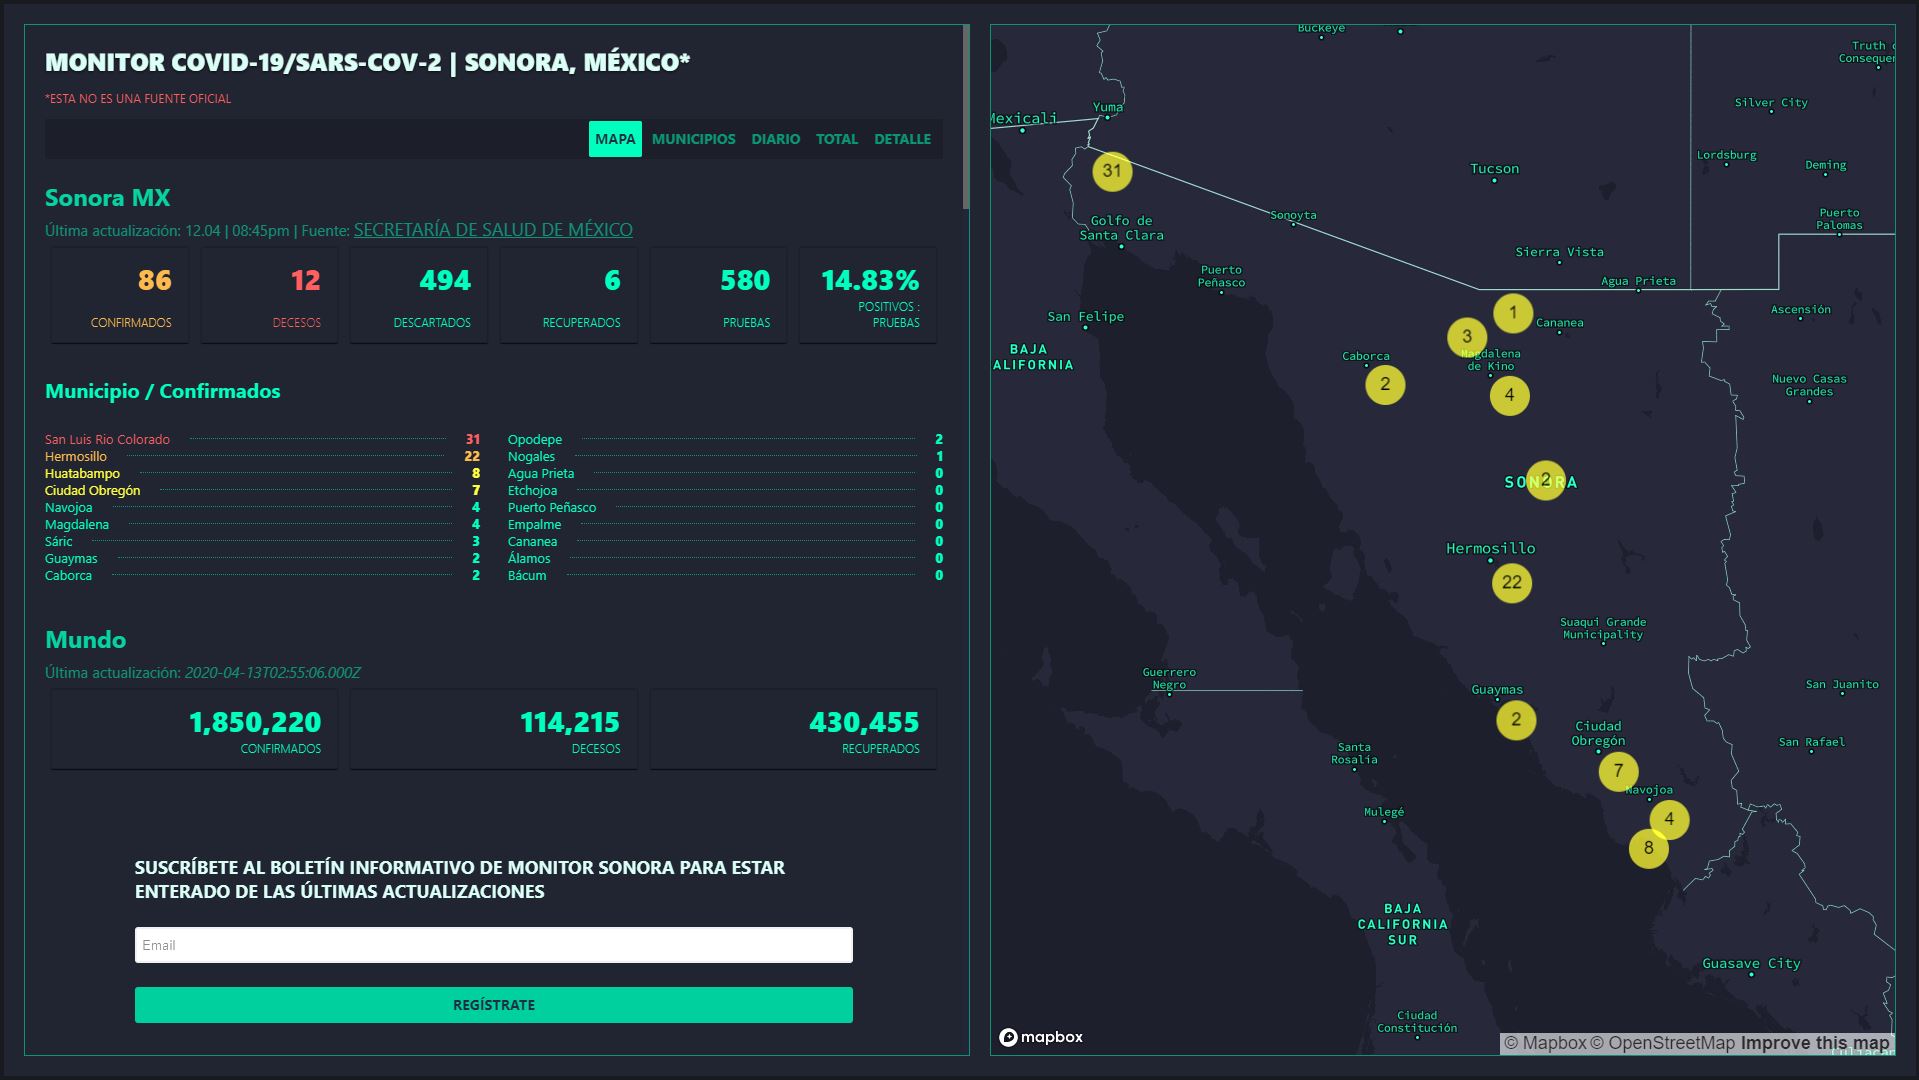 MONITOR COVID-19/SARS-COV-2 | SONORA, MÉXICO*
*ESTA NO ES UNA FUENTE OFICIAL
MAPA MUNICIPIOS DIARIO TOTAL DETALLE
Sonora MX
Última actualización: 12.04 | 08:45pm | Fuente: SECRETARÍA DE SALUD DE MÉXICO
86
CONFIRMADOS
12
DECESOS
494
DESCARTADOS
6
RECUPERADOS
580
PRUEBAS
14.83%
POSITIVOS :
PRUEBAS
Municipio / Confirmados
San Luis Rio Colorado 31
Hermosillo 22
Huatabampo 8
Ciudad Obregón 7
Navojoa 4
Magdalena 4
Sáric 3
Guaymas 2
Caborca 2
Opodepe 2
Nogales 1
Agua Prieta 0
Etchojoa 0
Puerto Peñasco 0
Empalme 0
Cananea 0
Álamos 0
Bácum 0
Mundo
Última actualización: 2020-04-13T02:55:06.000Z
1,850,220
CONFIRMADOS
114,215
DECESOS
430,455
RECUPERADOS
SUSCRÍBETE AL BOLETÍN INFORMATIVO DE MONITOR SONORA PARA ESTAR
ENTERADO DE LAS ÚLTIMAS ACTUALIZACIONES
Email
REGÍSTRATE
Buckeye
Yuma
Mexicali
31
Golfo de
Santa Clara
Sonoyta
Tucson
Silver City
Lordsburg
Deming
Puerto
Palomas
Sierra Vista
Agua Prieta
Puerto
Peñasco
San Felipe
BAJA
1
3
Cananea
Ascensión
Magdalena
de Kino
Caborca
2
4
Nuevo Casas
Grandes
SONORA
2
Hermosillo
22
Suaqui Grande
Municipality
Guerrero
Negro
Guaymas
2
San Juanito
Ciudad
Obregón
San Rafael
Santa
Rosalía
7
Navojoa
Mulegé
4
8
BAJA
CALIFORNIA
SUR
Guasave City
Ciudad
Constitución
mapbox
© Mapbox © OpenStreetMap Improve this map